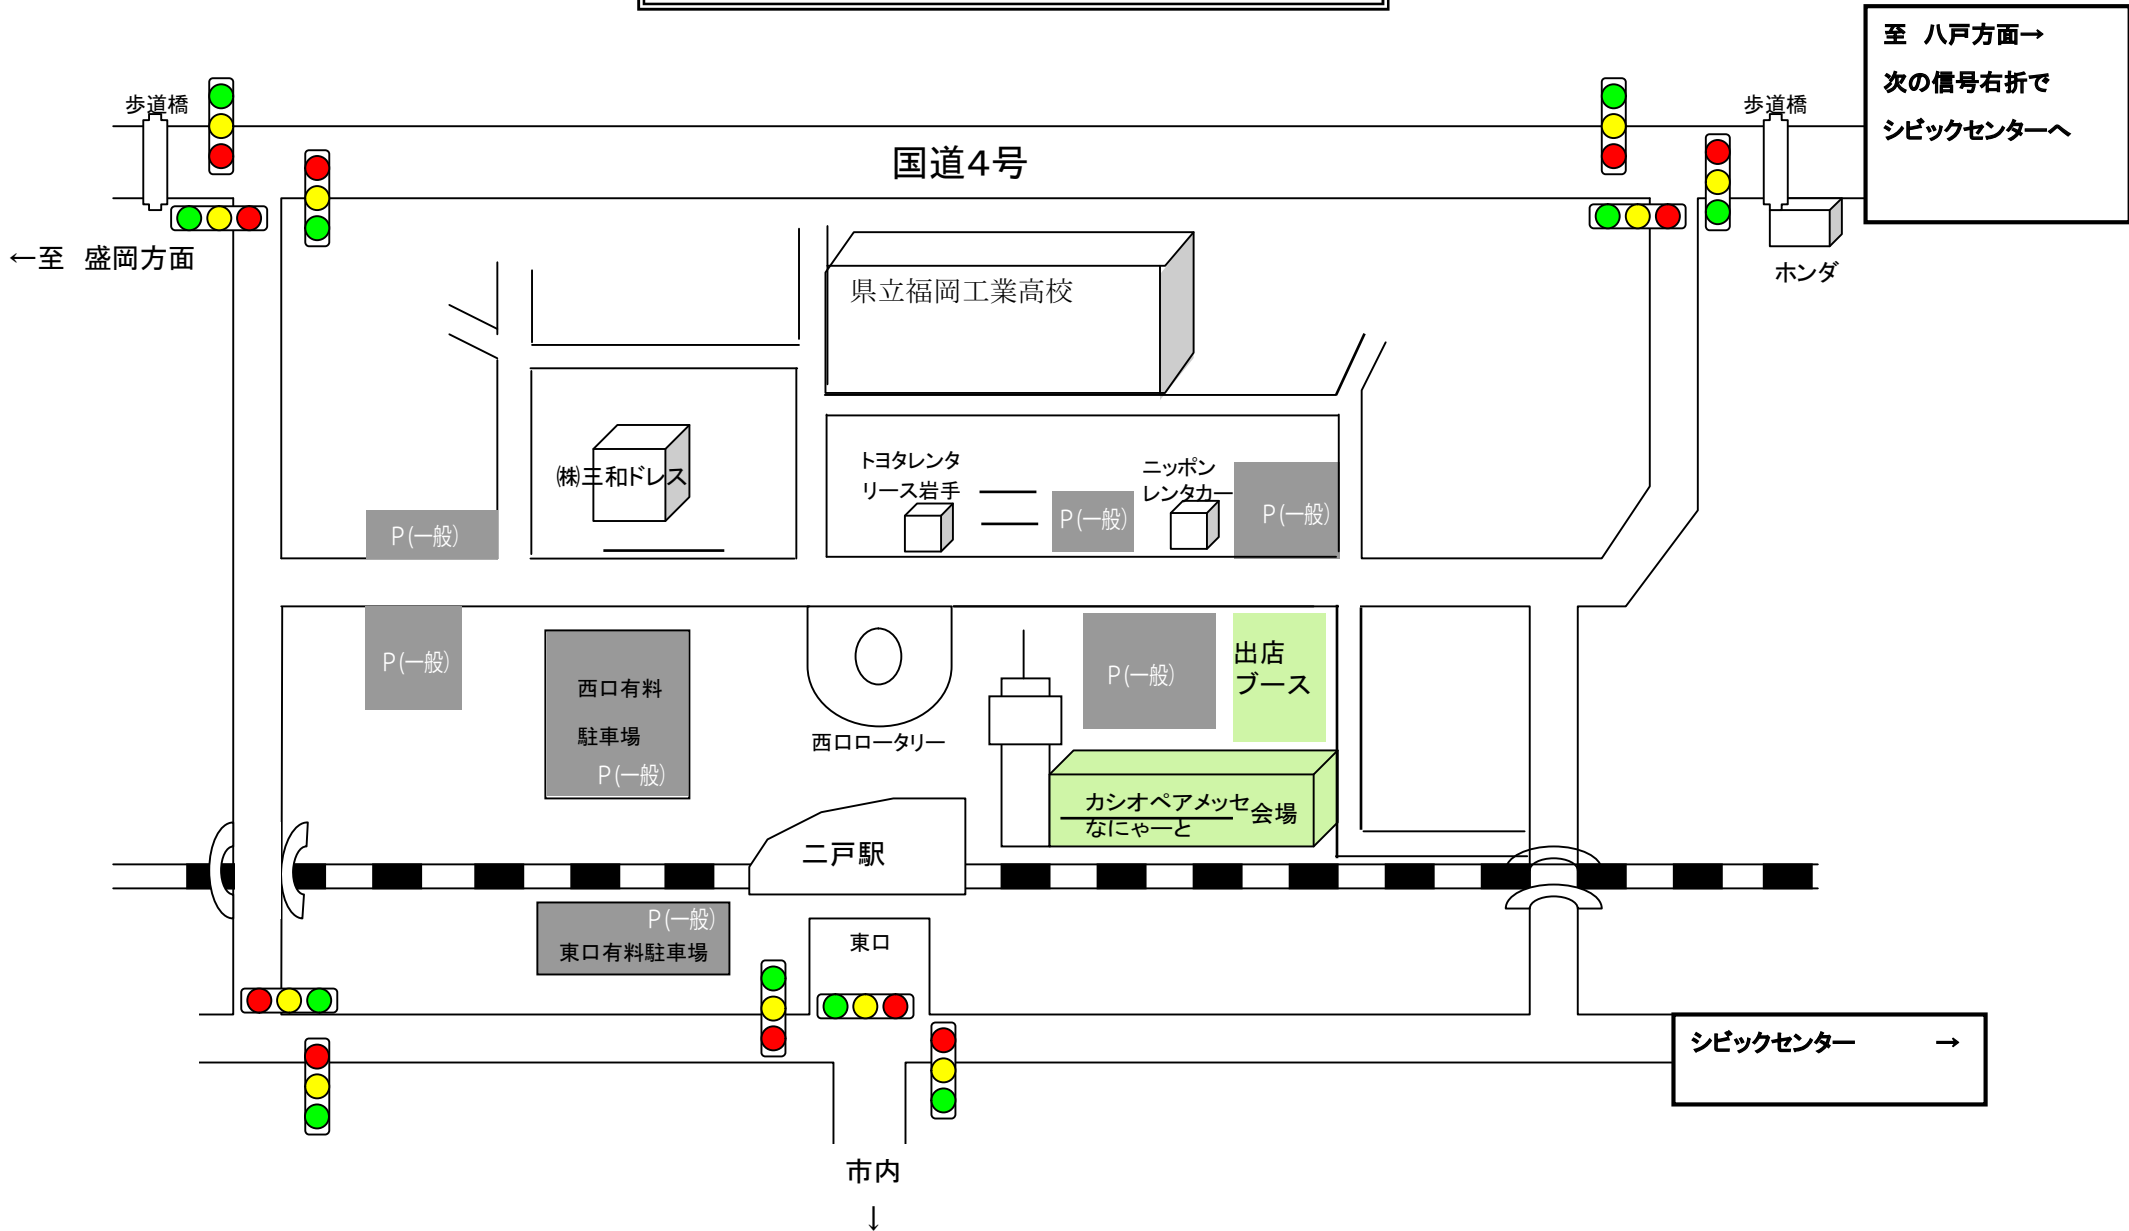 至　八戸方面→
次の信号右折で
シビックセンターへ
歩道橋
歩道橋
国道４号
←至　盛岡方面
ホンダ
県立福岡工業高校
トヨタレンタ
リース岩手
ニッポン
レンタカー
㈱三和ドレス
Ｐ(一般)
Ｐ(一般)
Ｐ(一般)
Ｐ(一般)
Ｐ(一般)
出店
ブース
西口有料
駐車場
Ｐ(一般)
西口ロータリー
カシオペアメッセ
なにゃーと
会場
二戸駅
Ｐ(一般)
東口有料駐車場
東口
シビックセンター　　　→
市内
↓